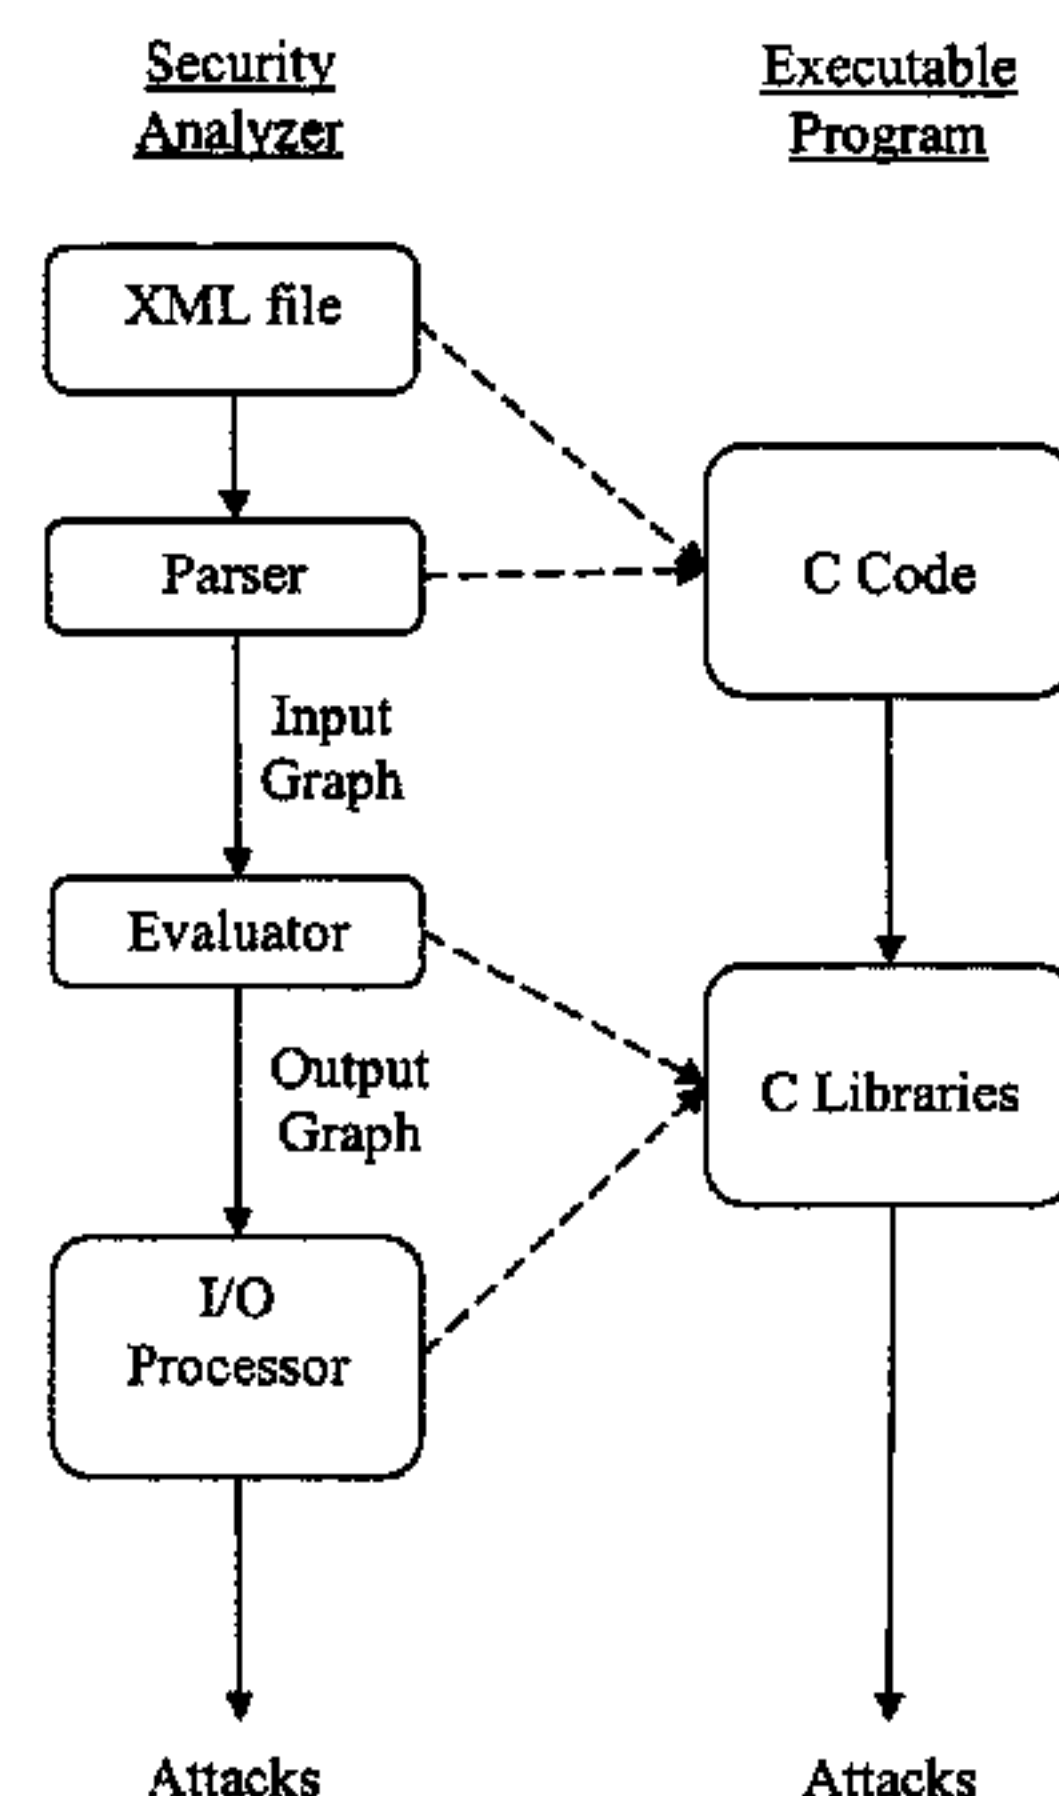 Security
Analyzer
Executable
Program
XML file
Parser
C Code
Input
Graph
Evaluator
Output
Graph
C Libraries
I/O
Processor
Attacks
Attacks